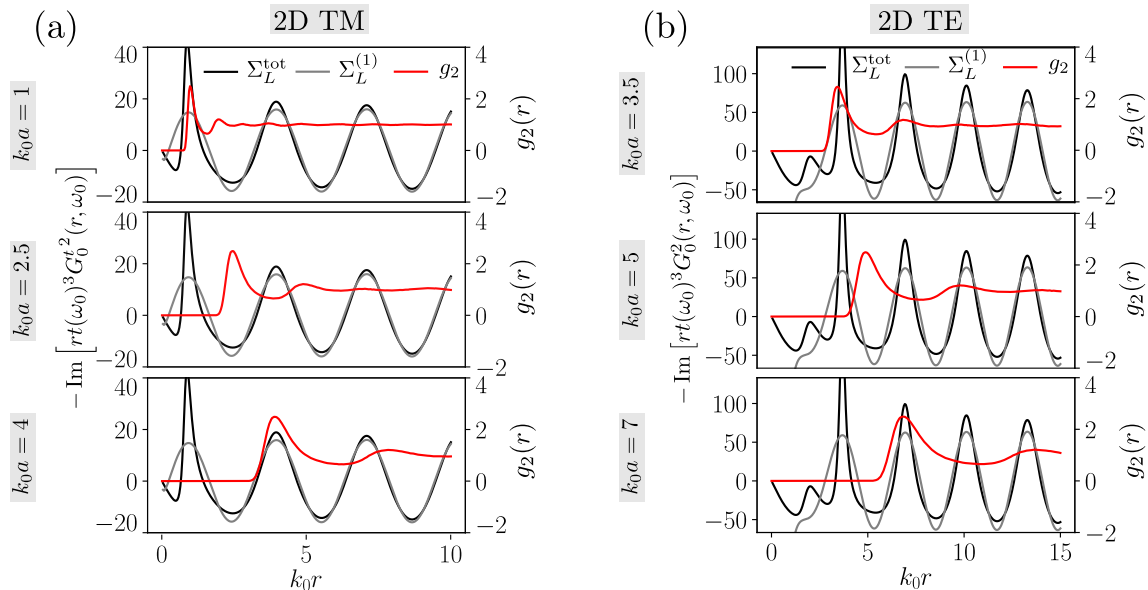 (a) 2D TM
k₀a = 1
40
20
0
−20
Σ_L^tot Σ_L^(1) g₂
4
2
0
−2
g₂(r)
k₀a = 2.5
− Im [rt(ω₀)³G₀ᵗ²(r, ω₀)]
40
20
0
−20
4
2
0
−2
g₂(r)
k₀a = 4
40
20
0
−20
4
2
0
−2
g₂(r)
0 5 10
k₀r
(b) 2D TE
k₀a = 3.5
100
50
0
−50
Σ_L^tot Σ_L^(1) g₂
4
2
0
−2
g₂(r)
k₀a = 5
− Im [rt(ω₀)³G₀²(r, ω₀)]
100
50
0
−50
4
2
0
−2
g₂(r)
k₀a = 7
100
50
0
−50
4
2
0
−2
g₂(r)
0 5 10 15
k₀r